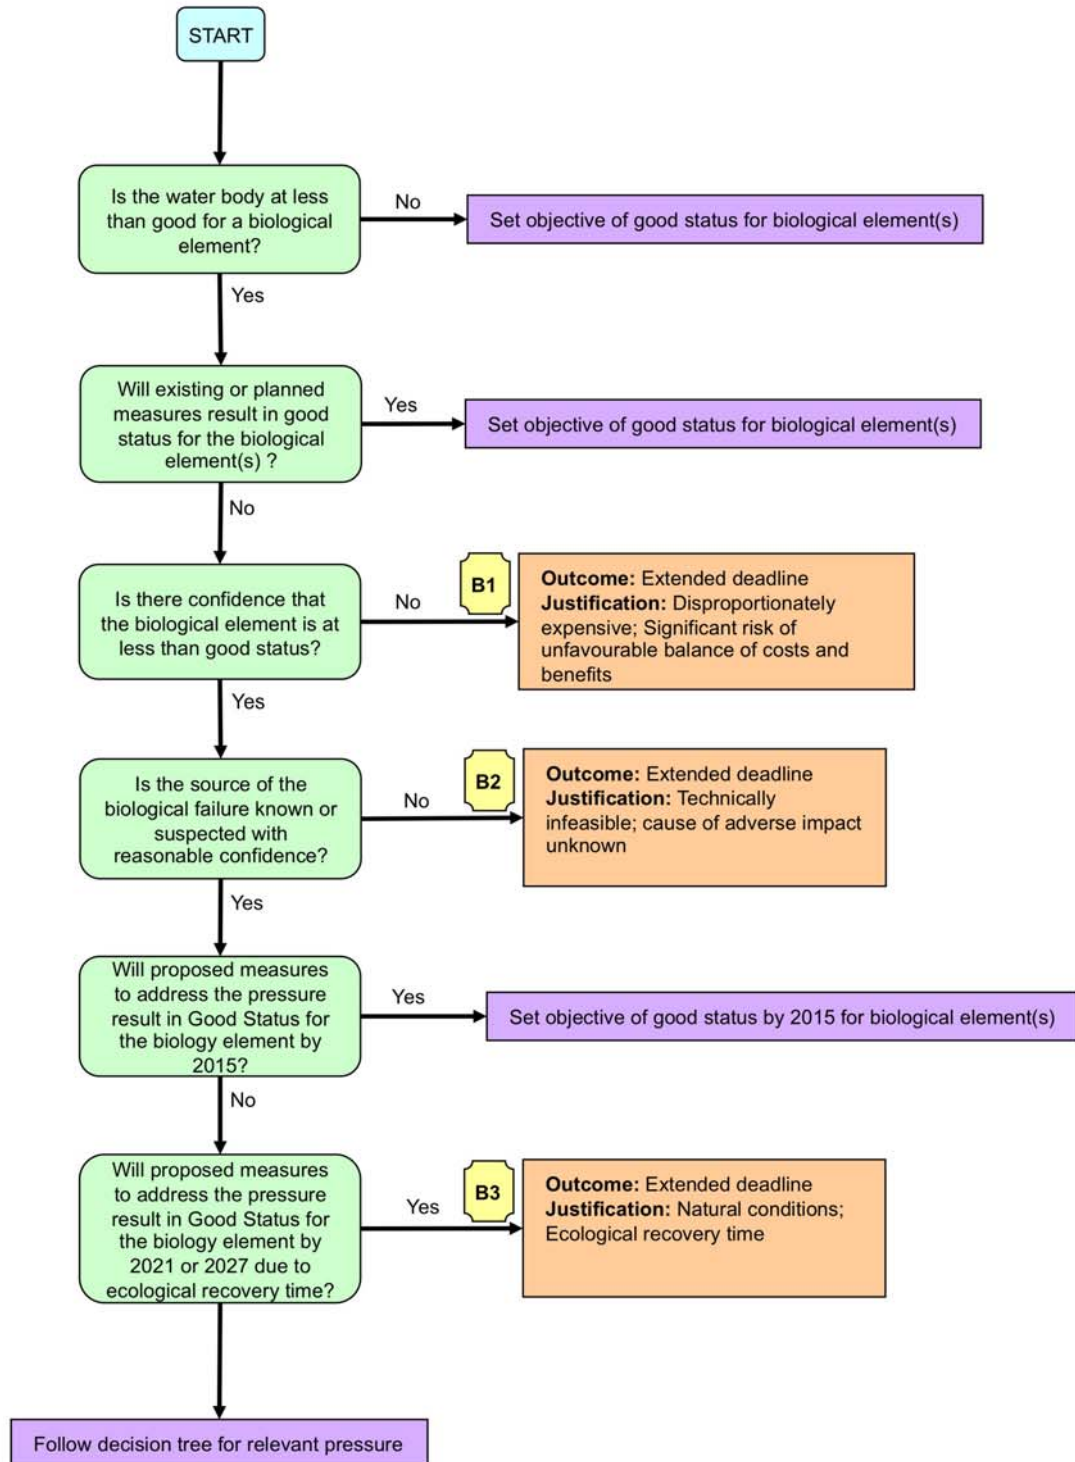 START
Is the water body at less
than good for a biological
element?
No
Set objective of good status for biological element(s)
Yes
Will existing or planned
measures result in good
status for the biological
element(s) ?
Yes
Set objective of good status for biological element(s)
No
Is there confidence that
the biological element is at
less than good status?
No
B1
Outcome: Extended deadline
Justification: Disproportionately
expensive; Significant risk of
unfavourable balance of costs and
benefits
Yes
Is the source of the
biological failure known or
suspected with
reasonable confidence?
No
B2
Outcome: Extended deadline
Justification: Technically
infeasible; cause of adverse impact
unknown
Yes
Will proposed measures
to address the pressure
result in Good Status for
the biology element by
2015?
Yes
Set objective of good status by 2015 for biological element(s)
No
Will proposed measures
to address the pressure
result in Good Status for
the biology element by
2021 or 2027 due to
ecological recovery time?
Yes
B3
Outcome: Extended deadline
Justification: Natural conditions;
Ecological recovery time
Follow decision tree for relevant pressure